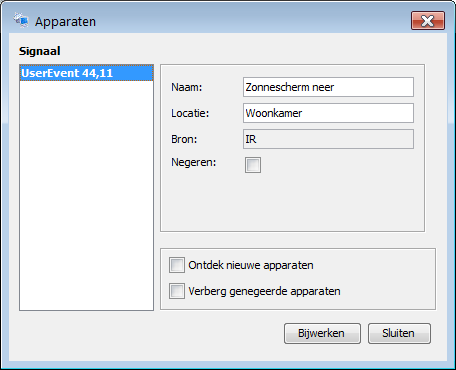 Apparaten
Signaal
UserEvent 44,11
Naam: Zonnescherm neer
Locatie: Woonkamer
Bron: IR
Negeren:
Ontdek nieuwe apparaten
Verberg genegeerde apparaten
Bijwerken Sluiten